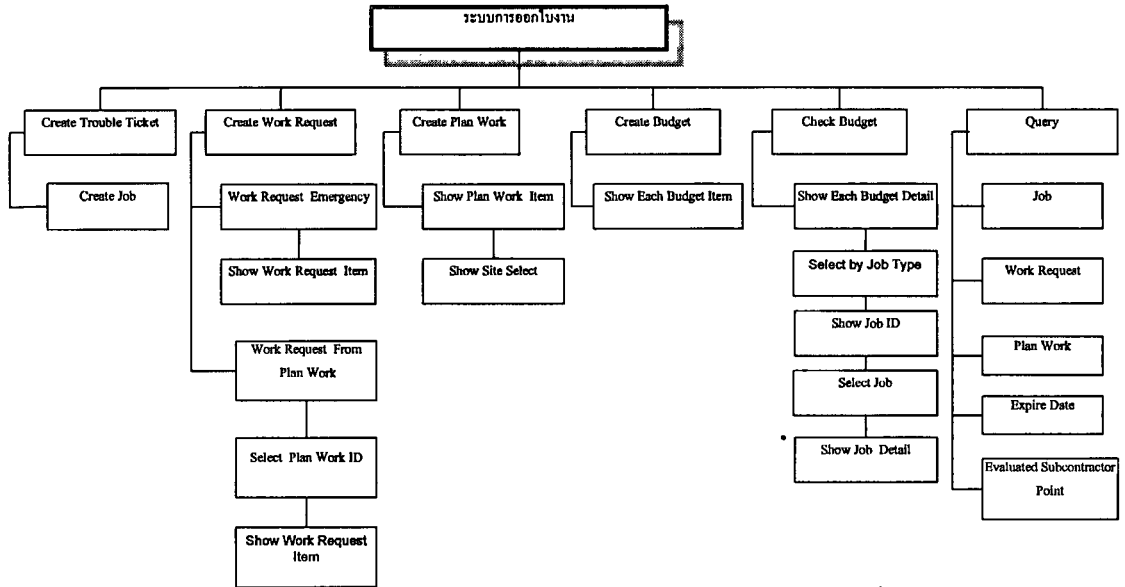 ระบบการออกใบงาน
Create Trouble Ticket
Create Job
Create Work Request
Work Request Emergency
Show Work Request Item
Work Request From
Plan Work
Select Plan Work ID
Show Work Request
Item
Create Plan Work
Show Plan Work Item
Show Site Select
Create Budget
Show Each Budget Item
Check Budget
Show Each Budget Detail
Select by Job Type
Show Job ID
Select Job
Show Job Detail
Query
Job
Work Request
Plan Work
Expire Date
Evaluated Subcontractor
Point